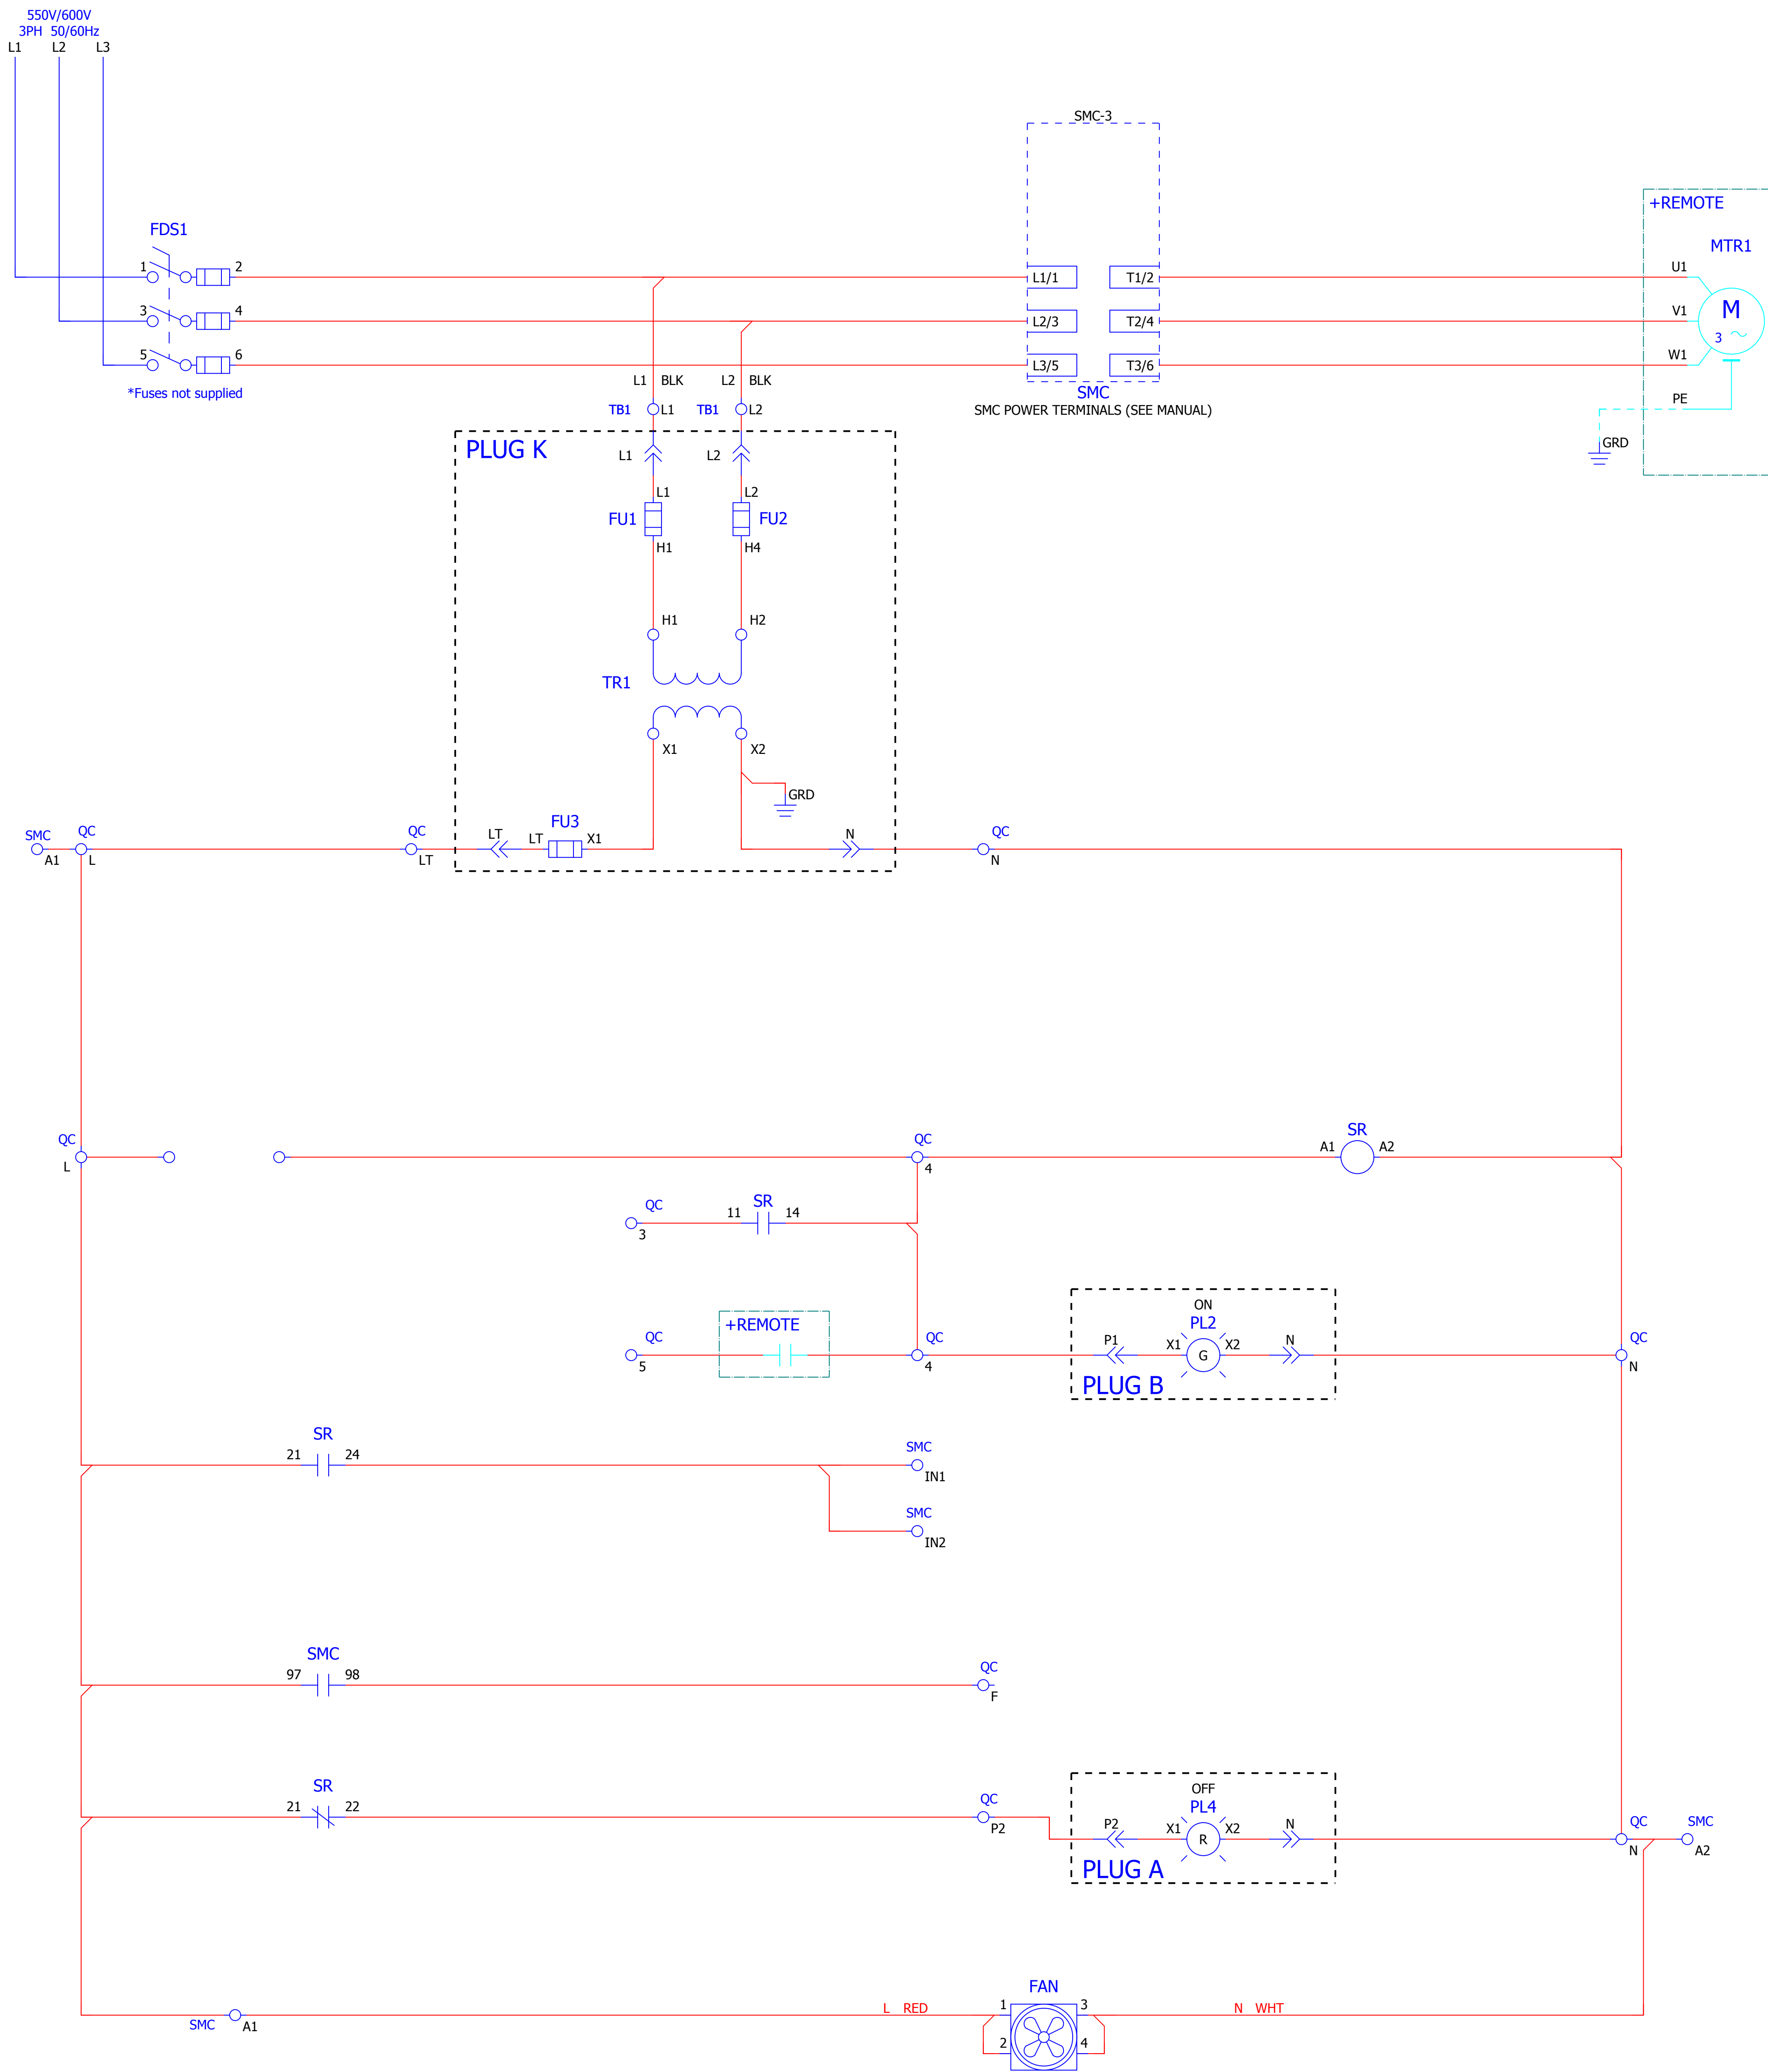 550V/600V
3PH 50/60Hz
L1 L2 L3
SMC-3
+REMOTE
FDS1
MTR1
1 2 L1/1 T1/2 U1
3 4 L2/3 T2/4 V1
M
3
5 6 L3/5 T3/6 W1
*Fuses not supplied
L1 BLK L2 BLK
SMC
SMC POWER TERMINALS (SEE MANUAL)
PE
TB1 L1 TB1 L2
GRD
PLUG K
L1 L2
L1 L2
FU1 FU2
H1 H4
H1 H2
TR1
X1 X2
GRD
SMC QC QC LT LT FU3 X1 N QC
A1 L LT N
QC QC SR
A1 A2
L 4
QC 11 SR 14
3
QC +REMOTE QC ON
PL2
P1 X1 G X2 N QC
5 4 N
PLUG B
SR
21 24 SMC
IN1
SMC
IN2
SMC
97 98 QC
F
SR
21 22 QC
P2
OFF
PL4
P2 X1 R X2 N QC SMC
N A2
PLUG A
FAN
L RED 1 3 N WHT
SMC A1
2 4